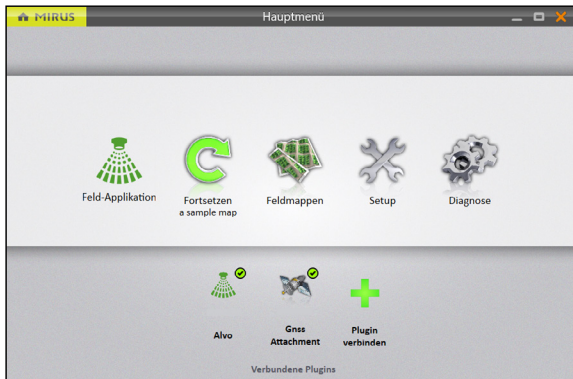 MIRUS
Hauptmenü
Feld-Applikation
Fortsetzen
a sample map
Feldmappen
Setup
Diagnose
Alvo
Gnss
Attachment
Plugin
verbinden
Verbundene Plugins